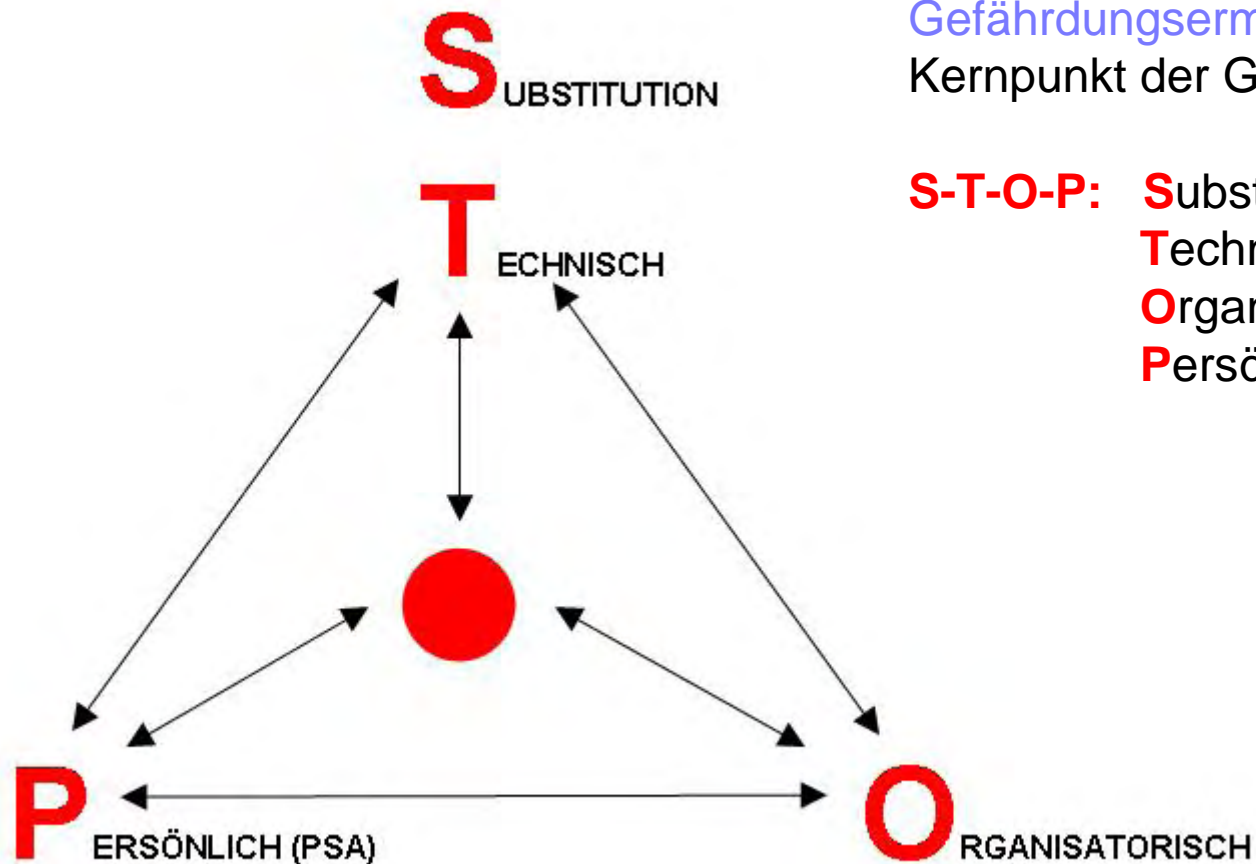 SUBSTITUTION
TECHNISCH
PERSÖNLICH (PSA)
ORGANISATORISCH
Gefährdungserm
Kernpunkt der G
S-T-O-P: Subst
Techn
Organ
Persö